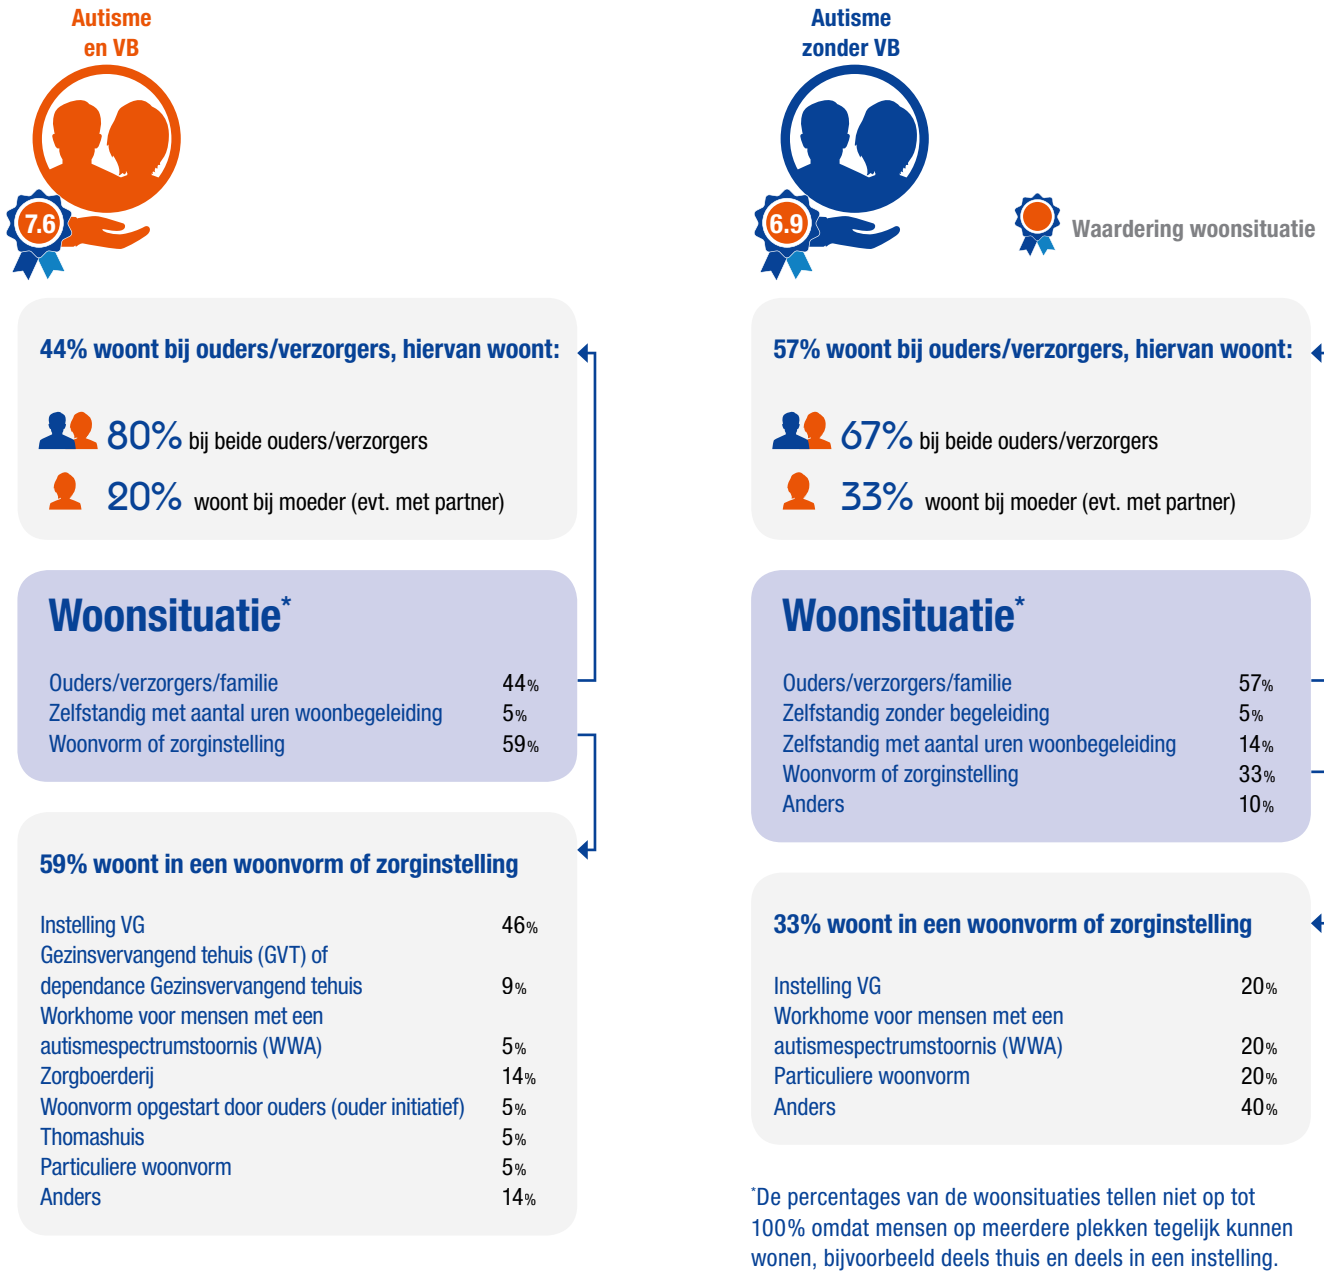 Autisme
en VB
7.6
44% woont bij ouders/verzorgers, hiervan woont:
80% bij beide ouders/verzorgers
20% woont bij moeder (evt. met partner)
Woonsituatie*
Ouders/verzorgers/familie 44%
Zelfstandig met aantal uren woonbegeleiding 5%
Woonvorm of zorginstelling 59%
59% woont in een woonvorm of zorginstelling
Instelling VG 46%
Gezinsvervangend tehuis (GVT) of
dependance Gezinsvervangend tehuis 9%
Workhome voor mensen met een
autismespectrumstoornis (WWA) 5%
Zorgboerderij 14%
Woonvorm opgestart door ouders (ouder initiatief) 5%
Thomashuis 5%
Particuliere woonvorm 5%
Anders 14%
Autisme
zonder VB
6.9
Waardering woonsituatie
57% woont bij ouders/verzorgers, hiervan woont:
67% bij beide ouders/verzorgers
33% woont bij moeder (evt. met partner)
Woonsituatie*
Ouders/verzorgers/familie 57%
Zelfstandig zonder begeleiding 5%
Zelfstandig met aantal uren woonbegeleiding 14%
Woonvorm of zorginstelling 33%
Anders 10%
33% woont in een woonvorm of zorginstelling
Instelling VG 20%
Workhome voor mensen met een
autismespectrumstoornis (WWA) 20%
Particuliere woonvorm 20%
Anders 40%
*De percentages van de woonsituaties tellen niet op tot
100% omdat mensen op meerdere plekken tegelijk kunnen
wonen, bijvoorbeeld deels thuis en deels in een instelling.